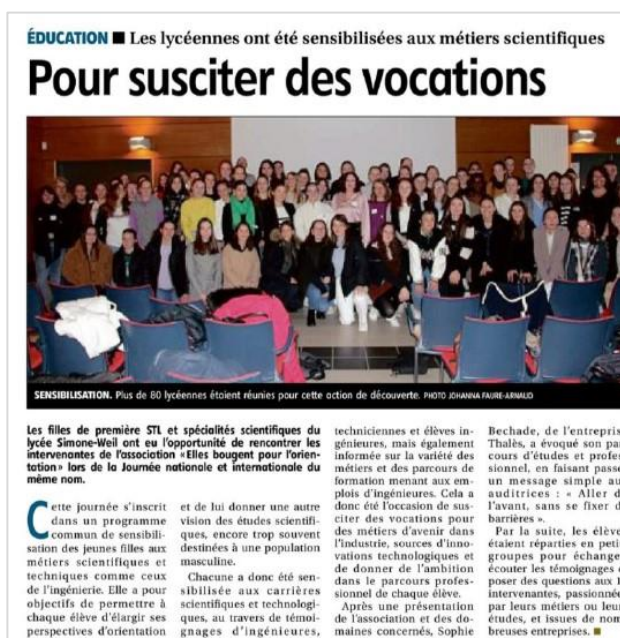 ÉDUCATION ■ Les lycéennes ont été sensibilisées aux métiers scientifiques
Pour susciter des vocations
SENSIBILISATION. Plus de 80 lycéennes étaient réunies pour cette action de découverte. PHOTO JOHANNA FAURE-ARNAUD
Les filles de première STL et spécialités scientifiques du
lycée Simone-Weil ont eu l'opportunité de rencontrer les
intervenantes de l'association «Elles bougent pour l'orien-
tation» lors de la Journée nationale et internationale du
même nom.
Cette journée s'inscrit
dans un programme
commun de sensibili-
sation des jeunes filles aux
métiers scientifiques et
techniques comme ceux
de l'ingénierie. Elle a pour
objectifs de permettre à
chaque élève d'élargir ses
perspectives d'orientation
et de lui donner une autre
vision des études scientifi-
ques, encore trop souvent
destinées à une population
masculine.
Chacune a donc été sen-
sibilisée aux carrières
scientifiques et technologi-
ques, au travers de témoi-
gnages d'ingénieures,
techniciennes et élèves in-
génieures, mais également
informée sur la variété des
métiers et des parcours de
formation menant aux em-
plois d'ingénieures. Cela a
donc été l'occasion de sus-
citer des vocations pour
des métiers d'avenir dans
l'industrie, sources d'inno-
vations technologiques et
de donner de l'ambition
dans le parcours profes-
sionnel de chaque élève.
Après une présentation
de l'association et des do-
maines concernés, Sophie
Bechade, de l'entrepris
Thalès, a évoqué son par
cours d'études et profes
sionnel, en faisant passe
un message simple au
auditrices : « Aller d
l'avant, sans se fixer d
barrières ».
Par la suite, les élève
étaient réparties en petit
groupes pour échange
écouter les témoignages
poser des questions aux 1
intervenantes, passionnée
par leurs métiers ou leur
études, et issues de nom
breuses entreprises. ■